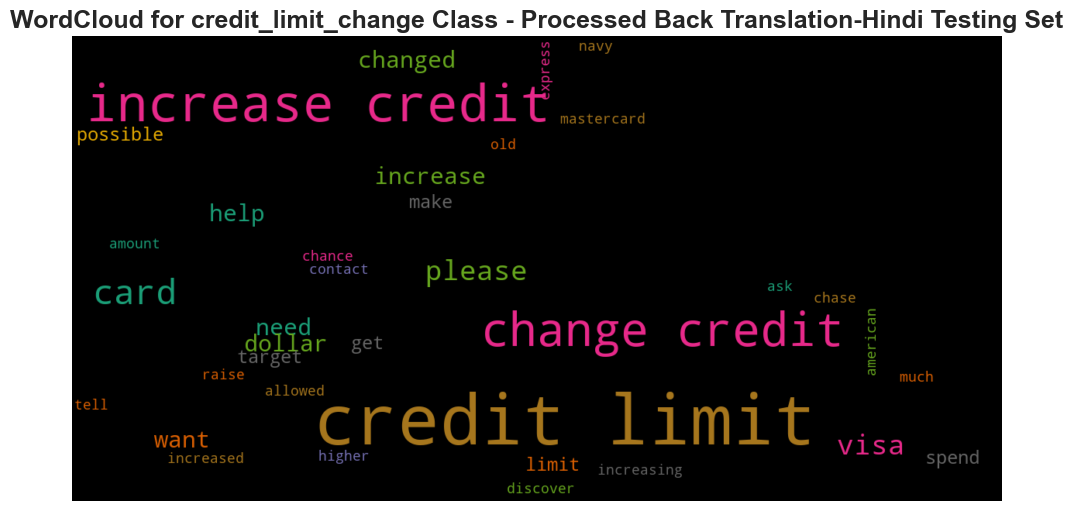 WordCloud for credit_limit_change Class - Processed Back Translation-Hindi Testing Set
navy
changed
express
increase credit
mastercard
possible
old
increase
make
help
amount
chance
contact
please
card
ask
chase
need
change credit
american
dollar
get
target
raise
much
allowed
tell
credit limit
want
visa
increased
higher
limit
spend
increasing
discover